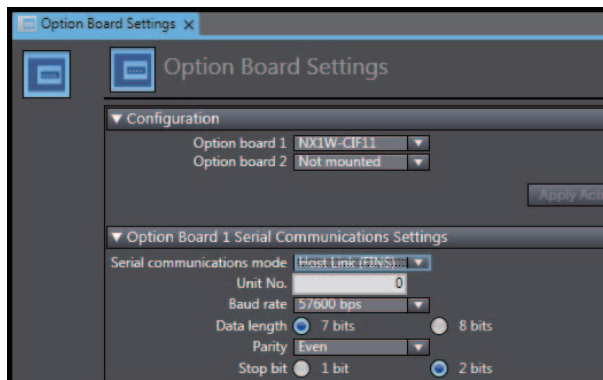 Option Board Settings X
Option Board Settings
▼ Configuration
Option board 1 NX1W-CIF11
Option board 2 Not mounted
Apply Act
▼ Option Board 1 Serial Communications Settings
Serial communications mode Host Link (FINS)...
Unit No. 0
Baud rate 57600 bps
Data length 7 bits 8 bits
Parity Even
Stop bit 1 bit 2 bits